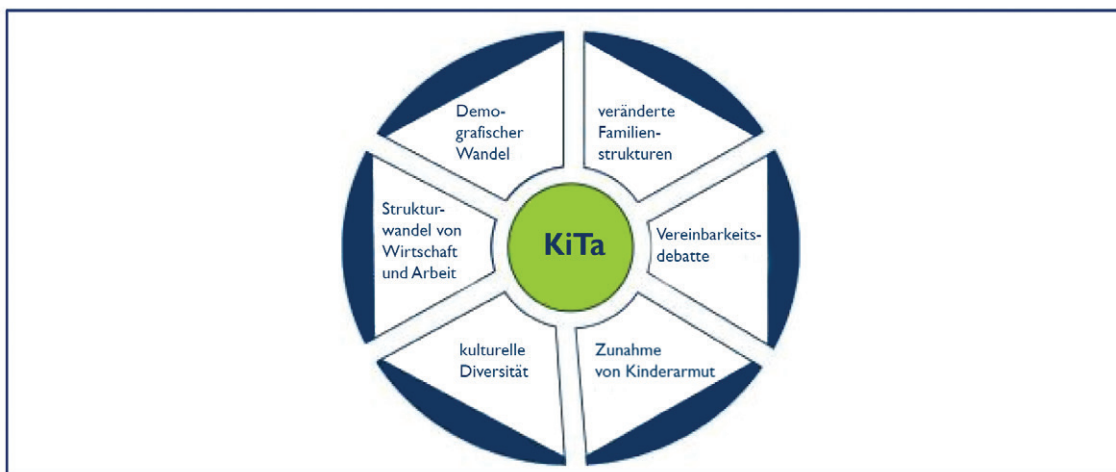 Demo-
grafischer
Wandel
veränderte
Familien-
strukturen
Struktur-
wandel von
Wirtschaft
und Arbeit
KiTa
Vereinbarkeits-
debatte
kulturelle
Diversität
Zunahme
von Kinderarmut